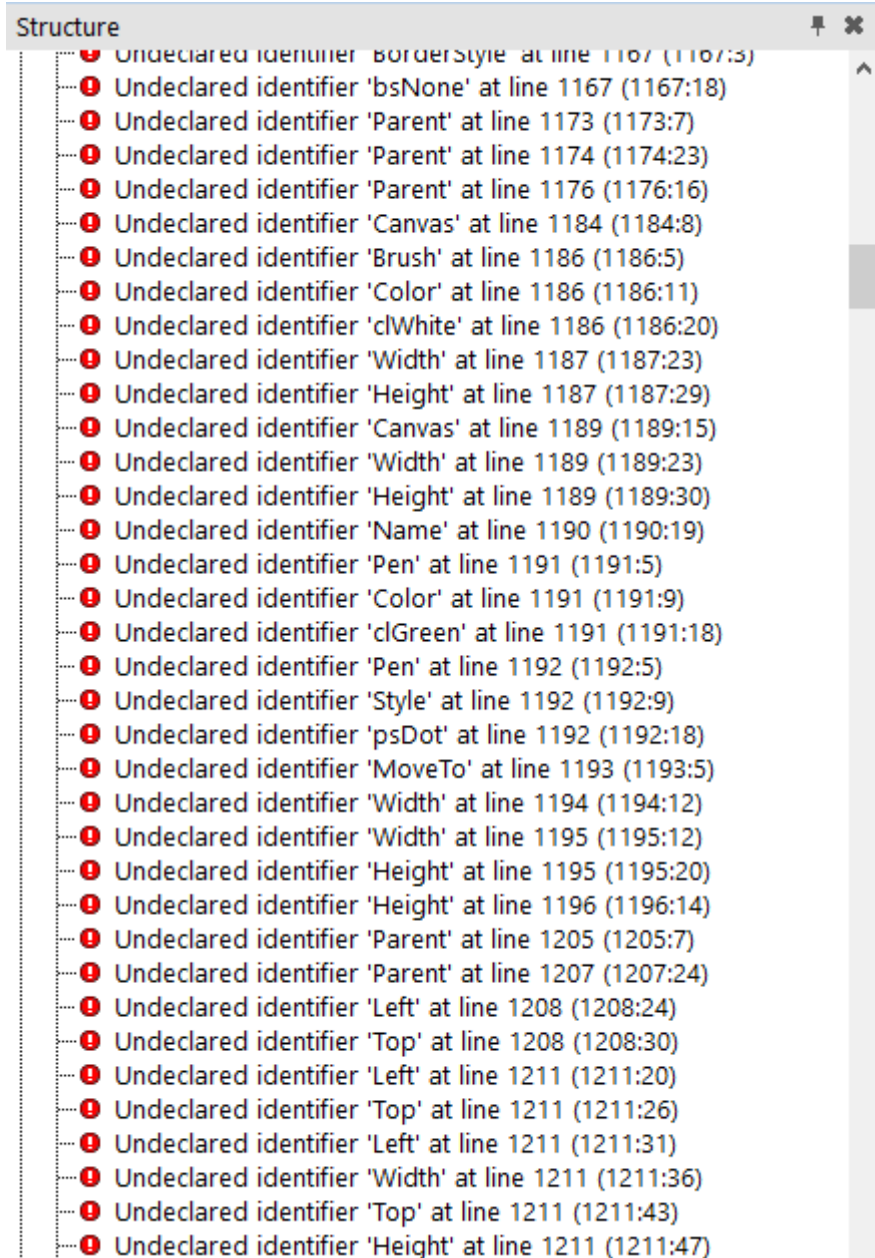 Structure
Undeclared identifier 'BorderStyle' at line 1167 (1167:3)
Undeclared identifier 'bsNone' at line 1167 (1167:18)
Undeclared identifier 'Parent' at line 1173 (1173:7)
Undeclared identifier 'Parent' at line 1174 (1174:23)
Undeclared identifier 'Parent' at line 1176 (1176:16)
Undeclared identifier 'Canvas' at line 1184 (1184:8)
Undeclared identifier 'Brush' at line 1186 (1186:5)
Undeclared identifier 'Color' at line 1186 (1186:11)
Undeclared identifier 'clWhite' at line 1186 (1186:20)
Undeclared identifier 'Width' at line 1187 (1187:23)
Undeclared identifier 'Height' at line 1187 (1187:29)
Undeclared identifier 'Canvas' at line 1189 (1189:15)
Undeclared identifier 'Width' at line 1189 (1189:23)
Undeclared identifier 'Height' at line 1189 (1189:30)
Undeclared identifier 'Name' at line 1190 (1190:19)
Undeclared identifier 'Pen' at line 1191 (1191:5)
Undeclared identifier 'Color' at line 1191 (1191:9)
Undeclared identifier 'clGreen' at line 1191 (1191:18)
Undeclared identifier 'Pen' at line 1192 (1192:5)
Undeclared identifier 'Style' at line 1192 (1192:9)
Undeclared identifier 'psDot' at line 1192 (1192:18)
Undeclared identifier 'MoveTo' at line 1193 (1193:5)
Undeclared identifier 'Width' at line 1194 (1194:12)
Undeclared identifier 'Width' at line 1195 (1195:12)
Undeclared identifier 'Height' at line 1195 (1195:20)
Undeclared identifier 'Height' at line 1196 (1196:14)
Undeclared identifier 'Parent' at line 1205 (1205:7)
Undeclared identifier 'Parent' at line 1207 (1207:24)
Undeclared identifier 'Left' at line 1208 (1208:24)
Undeclared identifier 'Top' at line 1208 (1208:30)
Undeclared identifier 'Left' at line 1211 (1211:20)
Undeclared identifier 'Top' at line 1211 (1211:26)
Undeclared identifier 'Left' at line 1211 (1211:31)
Undeclared identifier 'Width' at line 1211 (1211:36)
Undeclared identifier 'Top' at line 1211 (1211:43)
Undeclared identifier 'Height' at line 1211 (1211:47)